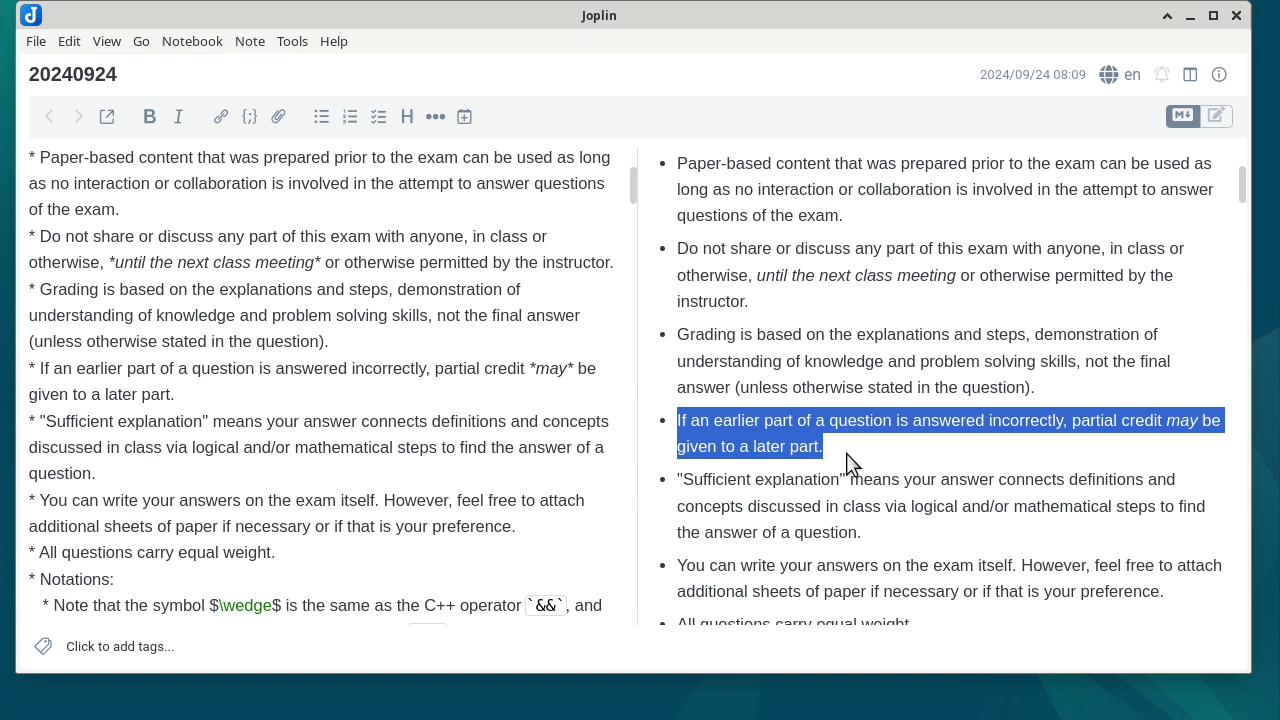 Joplin
File Edit View Go Notebook Note Tools Help
20240924
2024/09/24 08:09 en
* Paper-based content that was prepared prior to the exam can be used as long
as no interaction or collaboration is involved in the attempt to answer questions
of the exam.
* Do not share or discuss any part of this exam with anyone, in class or
otherwise, *until the next class meeting* or otherwise permitted by the instructor.
* Grading is based on the explanations and steps, demonstration of
understanding of knowledge and problem solving skills, not the final answer
(unless otherwise stated in the question).
* If an earlier part of a question is answered incorrectly, partial credit *may* be
given to a later part.
* "Sufficient explanation" means your answer connects definitions and concepts
discussed in class via logical and/or mathematical steps to find the answer of a
question.
* You can write your answers on the exam itself. However, feel free to attach
additional sheets of paper if necessary or if that is your preference.
* All questions carry equal weight.
* Notations:
* Note that the symbol $\wedge$ is the same as the C++ operator `&&`, and
• Paper-based content that was prepared prior to the exam can be used as
long as no interaction or collaboration is involved in the attempt to answer
questions of the exam.
• Do not share or discuss any part of this exam with anyone, in class or
otherwise, until the next class meeting or otherwise permitted by the
instructor.
• Grading is based on the explanations and steps, demonstration of
understanding of knowledge and problem solving skills, not the final
answer (unless otherwise stated in the question).
• If an earlier part of a question is answered incorrectly, partial credit may be
given to a later part.
• "Sufficient explanation" means your answer connects definitions and
concepts discussed in class via logical and/or mathematical steps to find
the answer of a question.
• You can write your answers on the exam itself. However, feel free to attach
additional sheets of paper if necessary or if that is your preference.
• All questions carry equal weight.
Click to add tags...